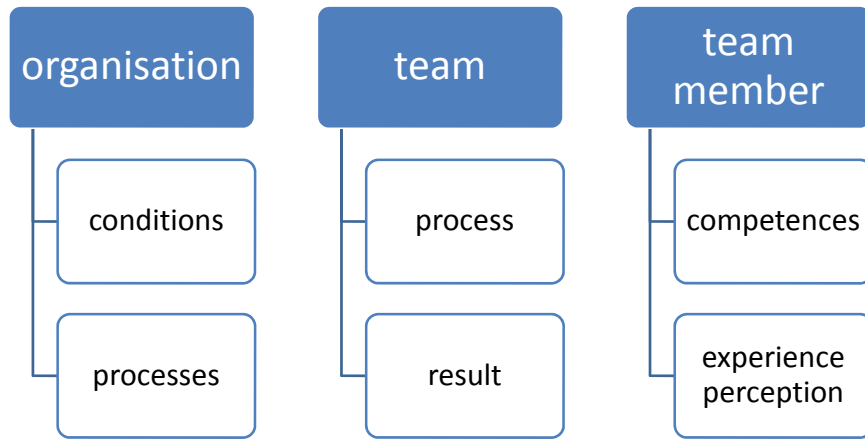 organisation
conditions
processes
team
process
result
team
member
competences
experience
perception